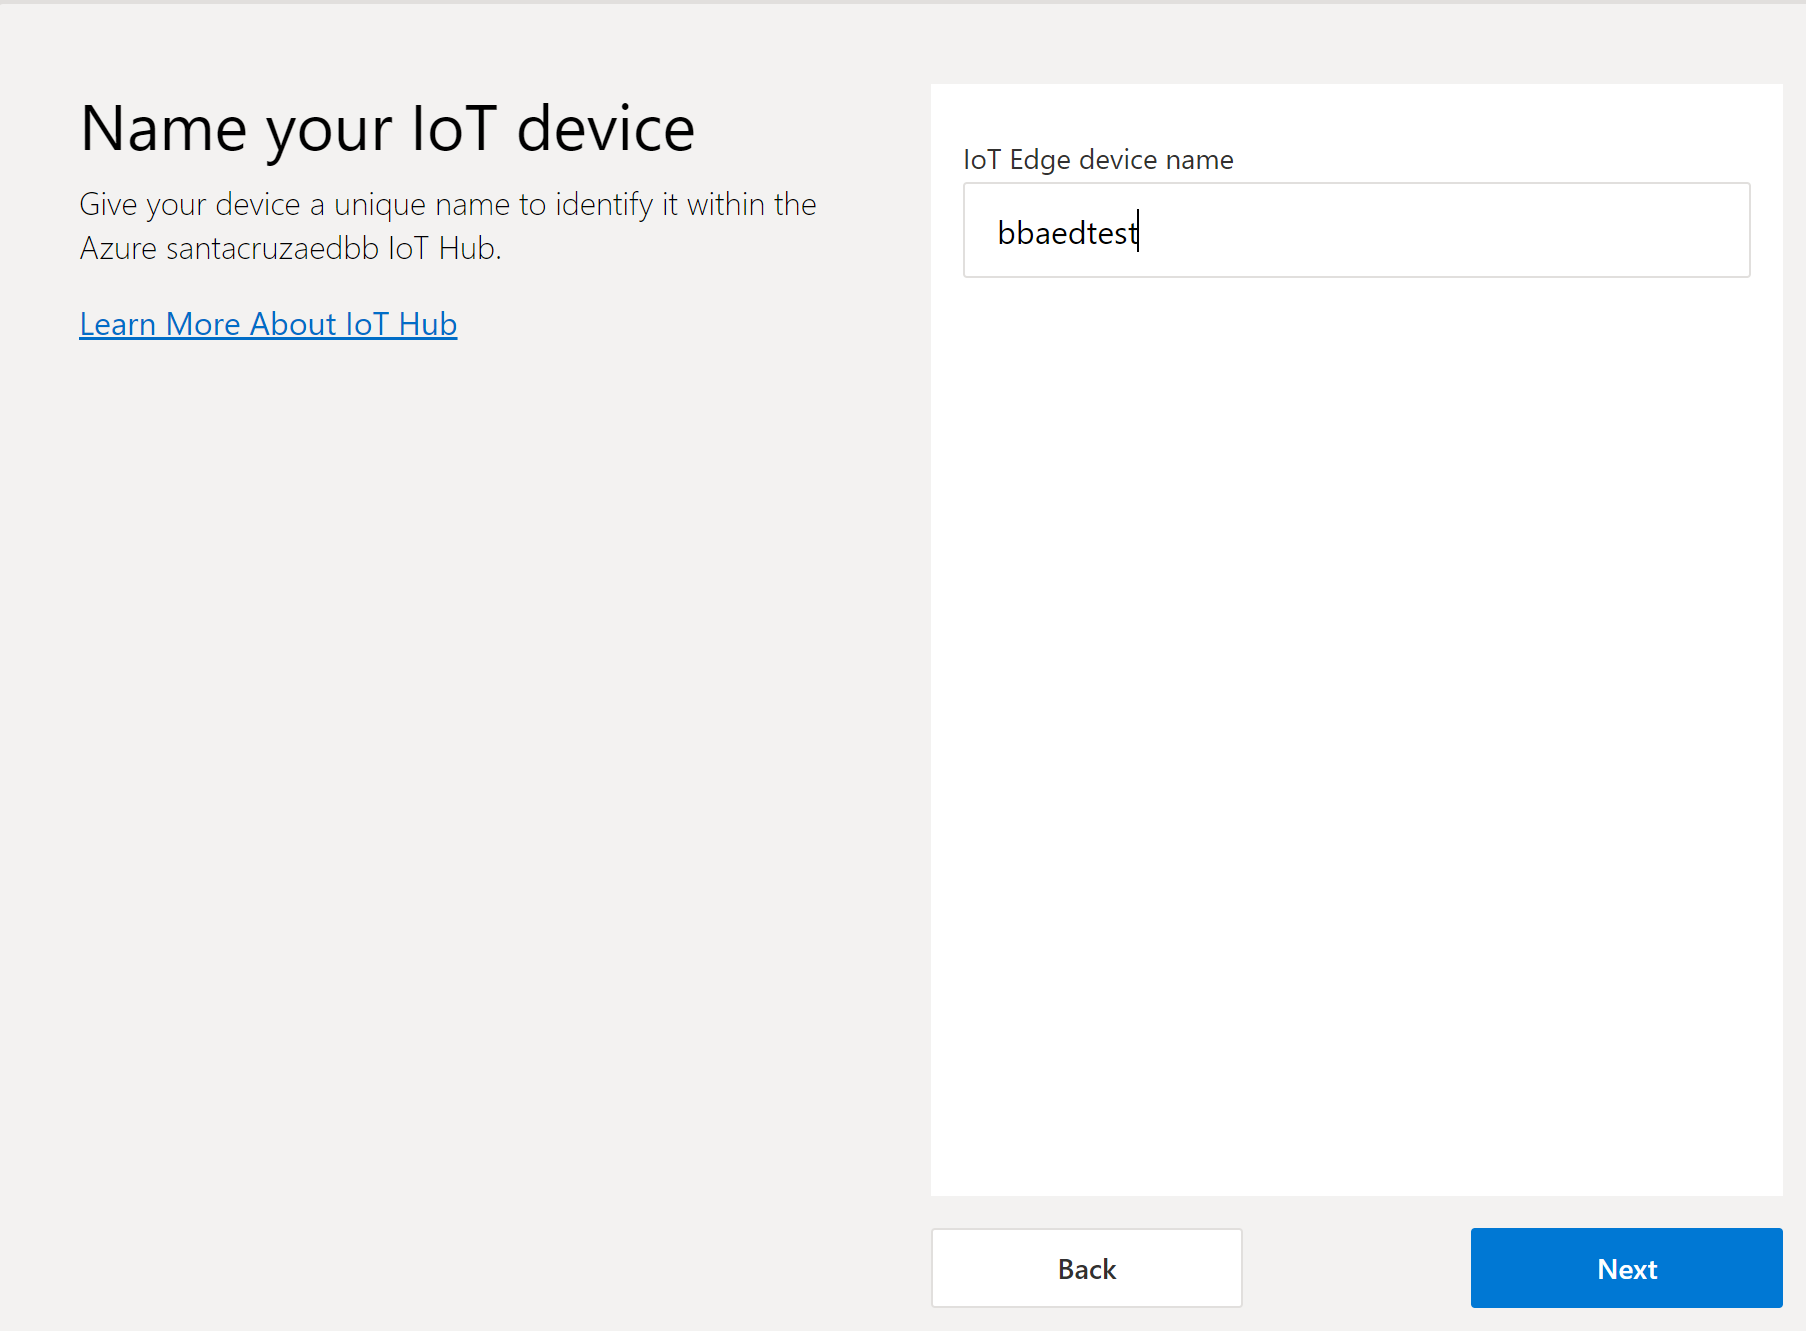 Name your IoT device
Give your device a unique name to identify it within the
Azure santacruzaedbb IoT Hub.
Learn More About IoT Hub
IoT Edge device name
bbaedtest
Back
Next